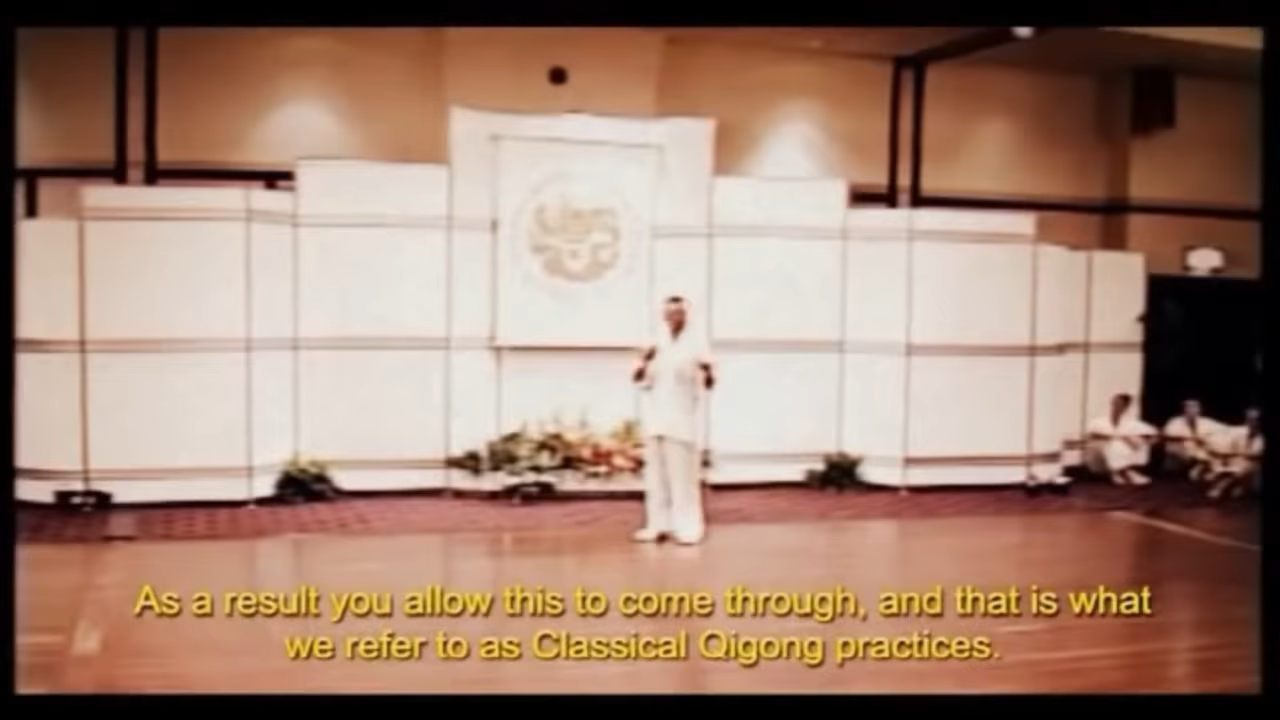 As a result you allow this to come through, and that is what
we refer to as Classical Qigong practices.